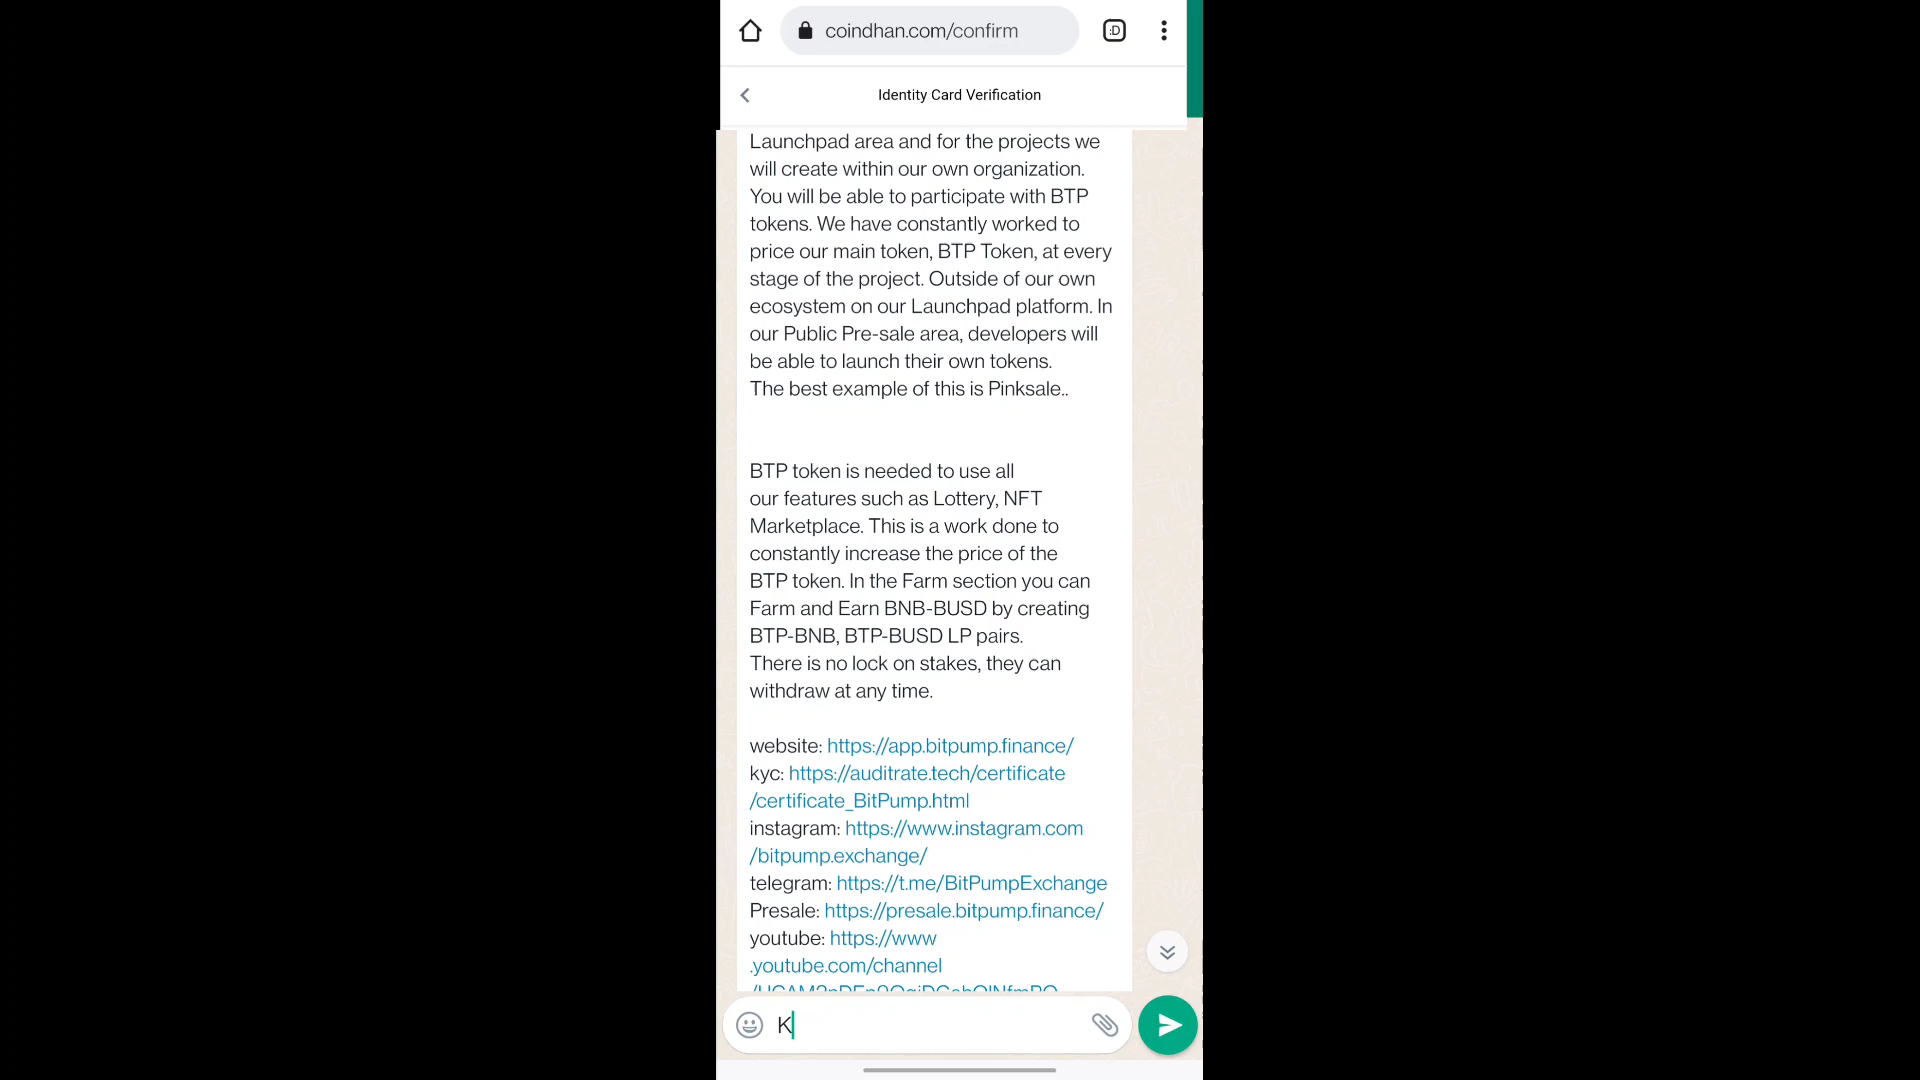 :D
coindhan.com/confirm
Identity Card Verification
Launchpad area and for the projects we
will create within our own organization.
You will be able to participate with BTP
tokens. We have constantly worked to
price our main token, BTP Token, at every
stage of the project. Outside of our own
ecosystem on our Launchpad platform. In
our Public Pre-sale area, developers will
be able to launch their own tokens.
The best example of this is Pinksale..
BTP token is needed to use all
our features such as Lottery, NFT
Marketplace. This is a work done to
constantly increase the price of the
BTP token. In the Farm section you can
Farm and Earn BNB-BUSD by creating
BTP-BNB, BTP-BUSD LP pairs.
There is no lock on stakes, they can
withdraw at any time.
website: https://app.bitpump.finance/
kyc: https://auditrate.tech/certificate
/certificate_BitPump.html
instagram: https://www.instagram.com
/bitpump.exchange/
telegram: https://t.me/BitPumpExchange
Presale: https://presale.bitpump.finance/
youtube: https://www
.youtube.com/channel
K